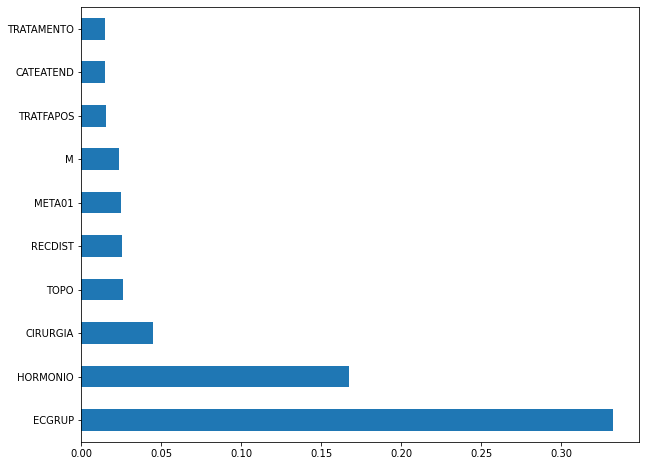 TRATAMENTO
CATEATEND
TRATFAPOS
M
META01
RECDIST
TOPO
CIRURGIA
HORMONIO
ECGRUP
0.00 0.05 0.10 0.15 0.20 0.25 0.30